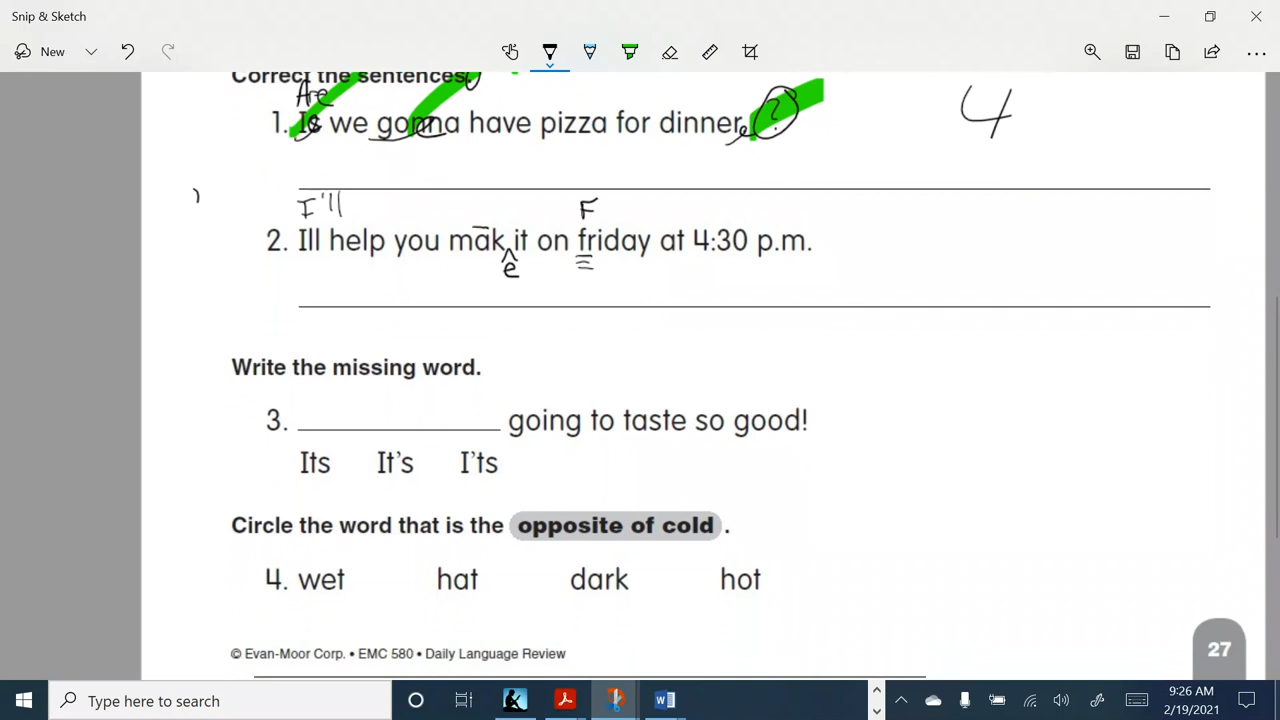 Snip & Sketch
New
Correct the sentences.
Are
1. Is we gonna have pizza for dinner ?
4
I'll F
2. Ill help you mak it on friday at 4:30 p.m.
e
Write the missing word.
3. ____________ going to taste so good!
Its It's I'ts
Circle the word that is the opposite of cold .
4. wet hat dark hot
© Evan-Moor Corp. • EMC 580 • Daily Language Review
27
Type here to search
9:26 AM
2/19/2021